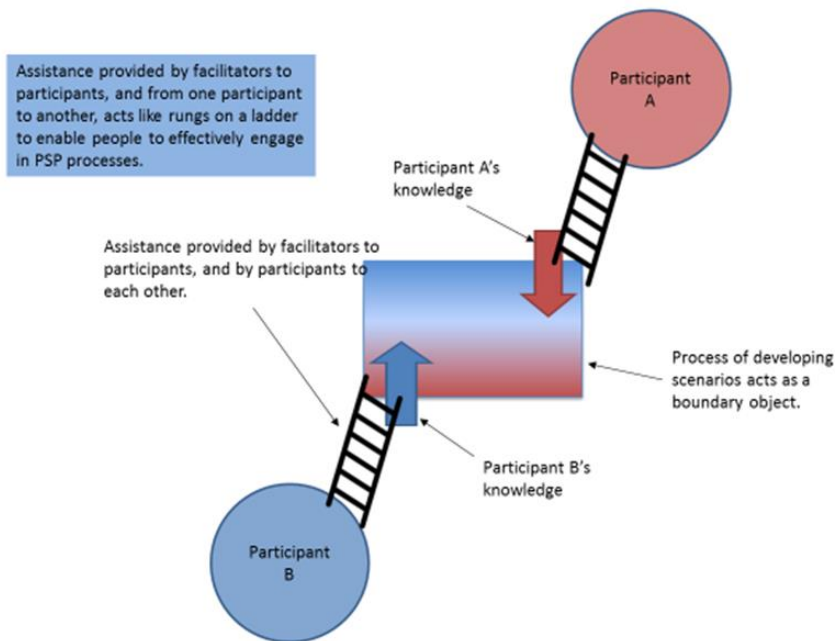 Assistance provided by facilitators to
participants, and from one participant
to another, acts like rungs on a ladder
to enable people to effectively engage
in PSP processes.
Participant
A
Participant A's
knowledge
Assistance provided by facilitators to
participants, and by participants to
each other.
Process of developing
scenarios acts as a
boundary object.
Participant B's
knowledge
Participant
B